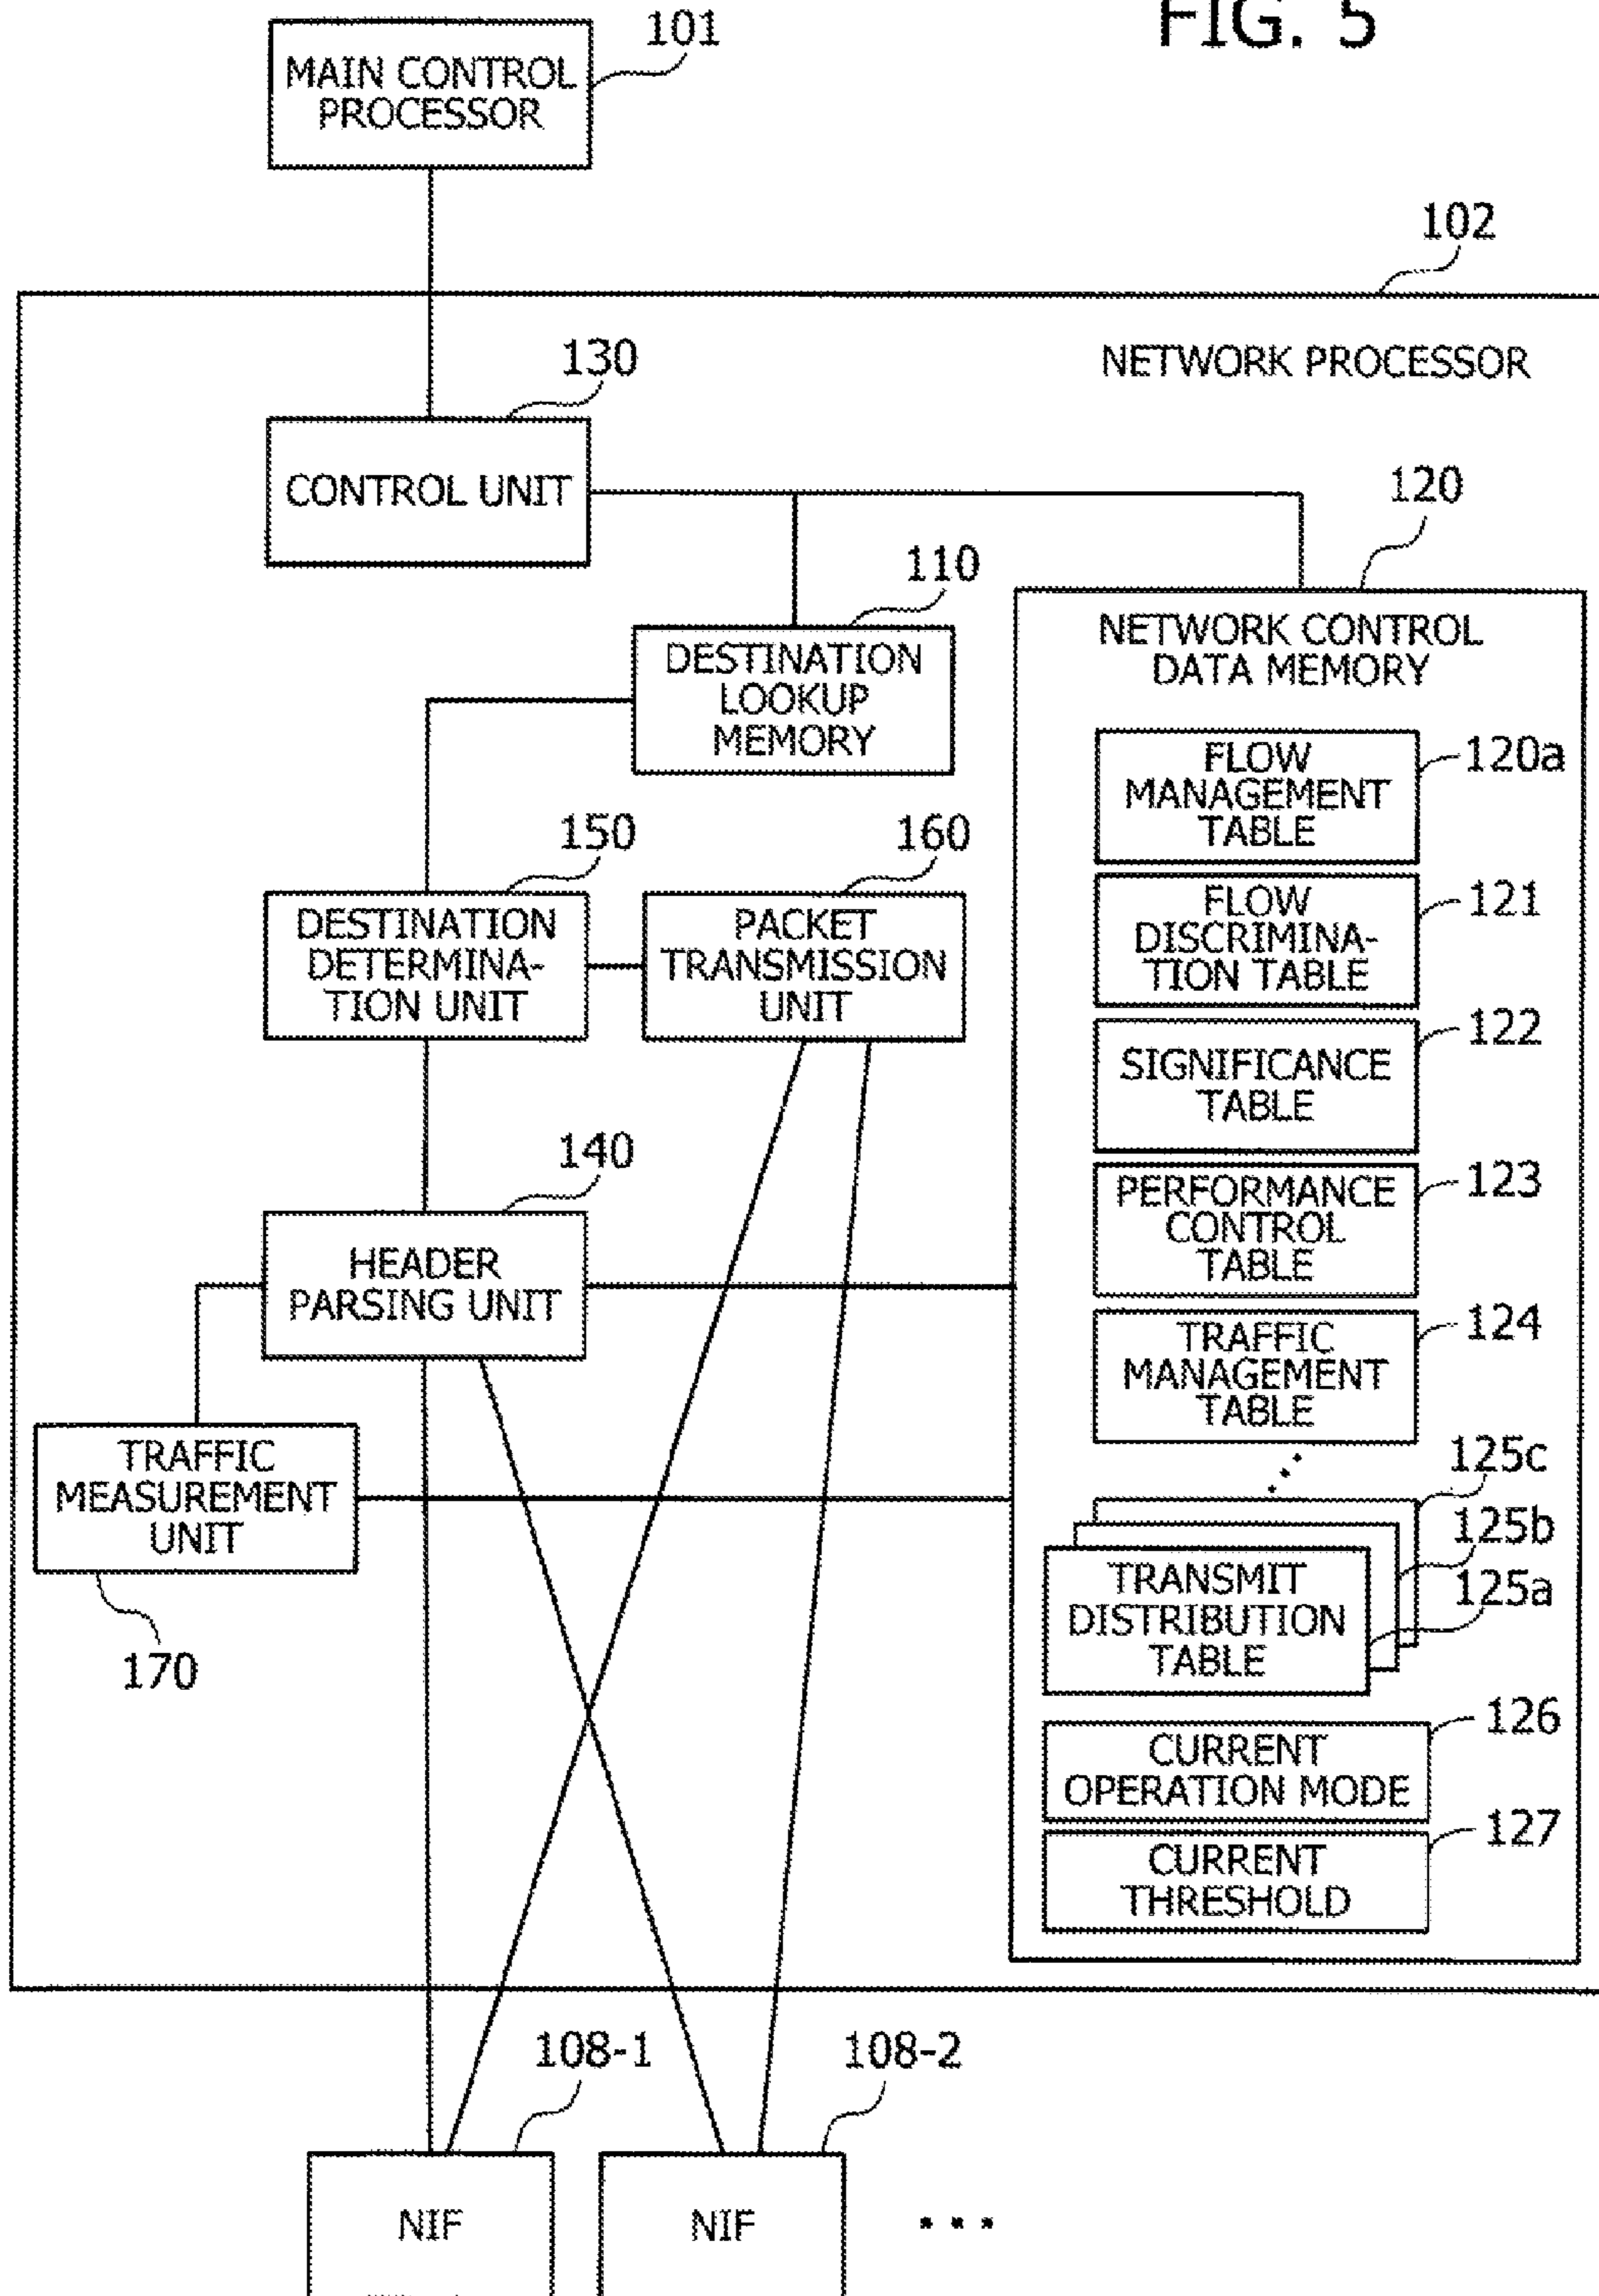 FIG. 5
101
MAIN CONTROL
PROCESSOR
102
NETWORK PROCESSOR
130
CONTROL UNIT
120
NETWORK CONTROL
DATA MEMORY
110
DESTINATION
LOOKUP
MEMORY
FLOW
MANAGEMENT
TABLE
120a
150
DESTINATION
DETERMINA-
TION UNIT
160
PACKET
TRANSMISSION
UNIT
FLOW
DISCRIMINA-
TION TABLE
121
SIGNIFICANCE
TABLE
122
140
HEADER
PARSING UNIT
PERFORMANCE
CONTROL
TABLE
123
TRAFFIC
MANAGEMENT
TABLE
124
TRAFFIC
MEASUREMENT
UNIT
170
125c
125b
125a
TRANSMIT
DISTRIBUTION
TABLE
126
CURRENT
OPERATION MODE
127
CURRENT
THRESHOLD
108-1
NIF
108-2
NIF
...